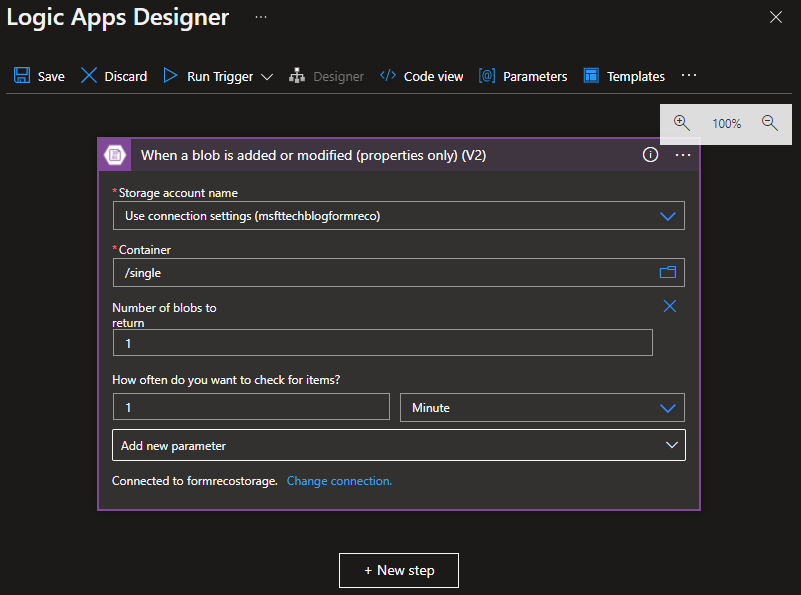 Logic Apps Designer ...
Save Discard Run Trigger Designer Code view Parameters Templates ...
100%
When a blob is added or modified (properties only) (V2) ...
*Storage account name
Use connection settings (msfttechblogformreco)
*Container
/single
Number of blobs to
return
1
How often do you want to check for items?
1 Minute
Add new parameter
Connected to formrecostorage. Change connection.
+ New step